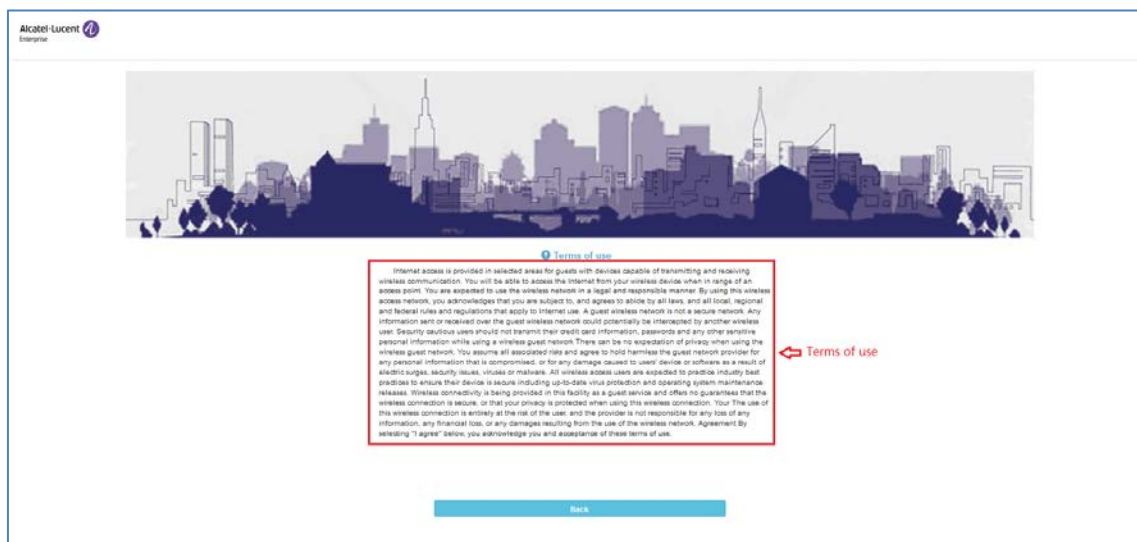 Alcatel·Lucent
Enterprise
Terms of use
Internet access is provided in selected areas for guests with devices capable of transmitting and receiving
wireless communication. You will be able to access the Internet from your wireless device when in range of an
access point. You are expected to use the wireless network in a legal and responsible manner. By using this wireless
access network, you acknowledges that you are subject to, and agrees to abide by all laws, and all local, regional
and federal rules and regulations that apply to Internet use. A guest wireless network is not a secure network. Any
information sent or received over the guest wireless network could potentially be intercepted by another wireless
user. Security cautious users should not transmit their credit card information, passwords and any other sensitive
personal information while using a wireless guest network There can be no expectation of privacy when using the
wireless guest network. You assume all associated risks and agree to hold harmless the guest network provider for
any personal information that is compromised, or for any damage caused to users' device or software as a result of
electric surges, security issues, viruses or malware. All wireless access users are expected to practice industry best
practices to ensure their device is secure including up-to-date virus protection and operating system maintenance
releases. Wireless connectivity is being provided in this facility as a guest service and offers no guarantees that the
wireless connection is secure, or that your privacy is protected when using this wireless connection. Your The use of
this wireless connection is entirely at the risk of the user, and the provider is not responsible for any loss of any
information, any financial loss, or any damages resulting from the use of the wireless network. Agreement By
selecting "I agree" below, you acknowledge you and acceptance of these terms of use.
Terms of use
Back